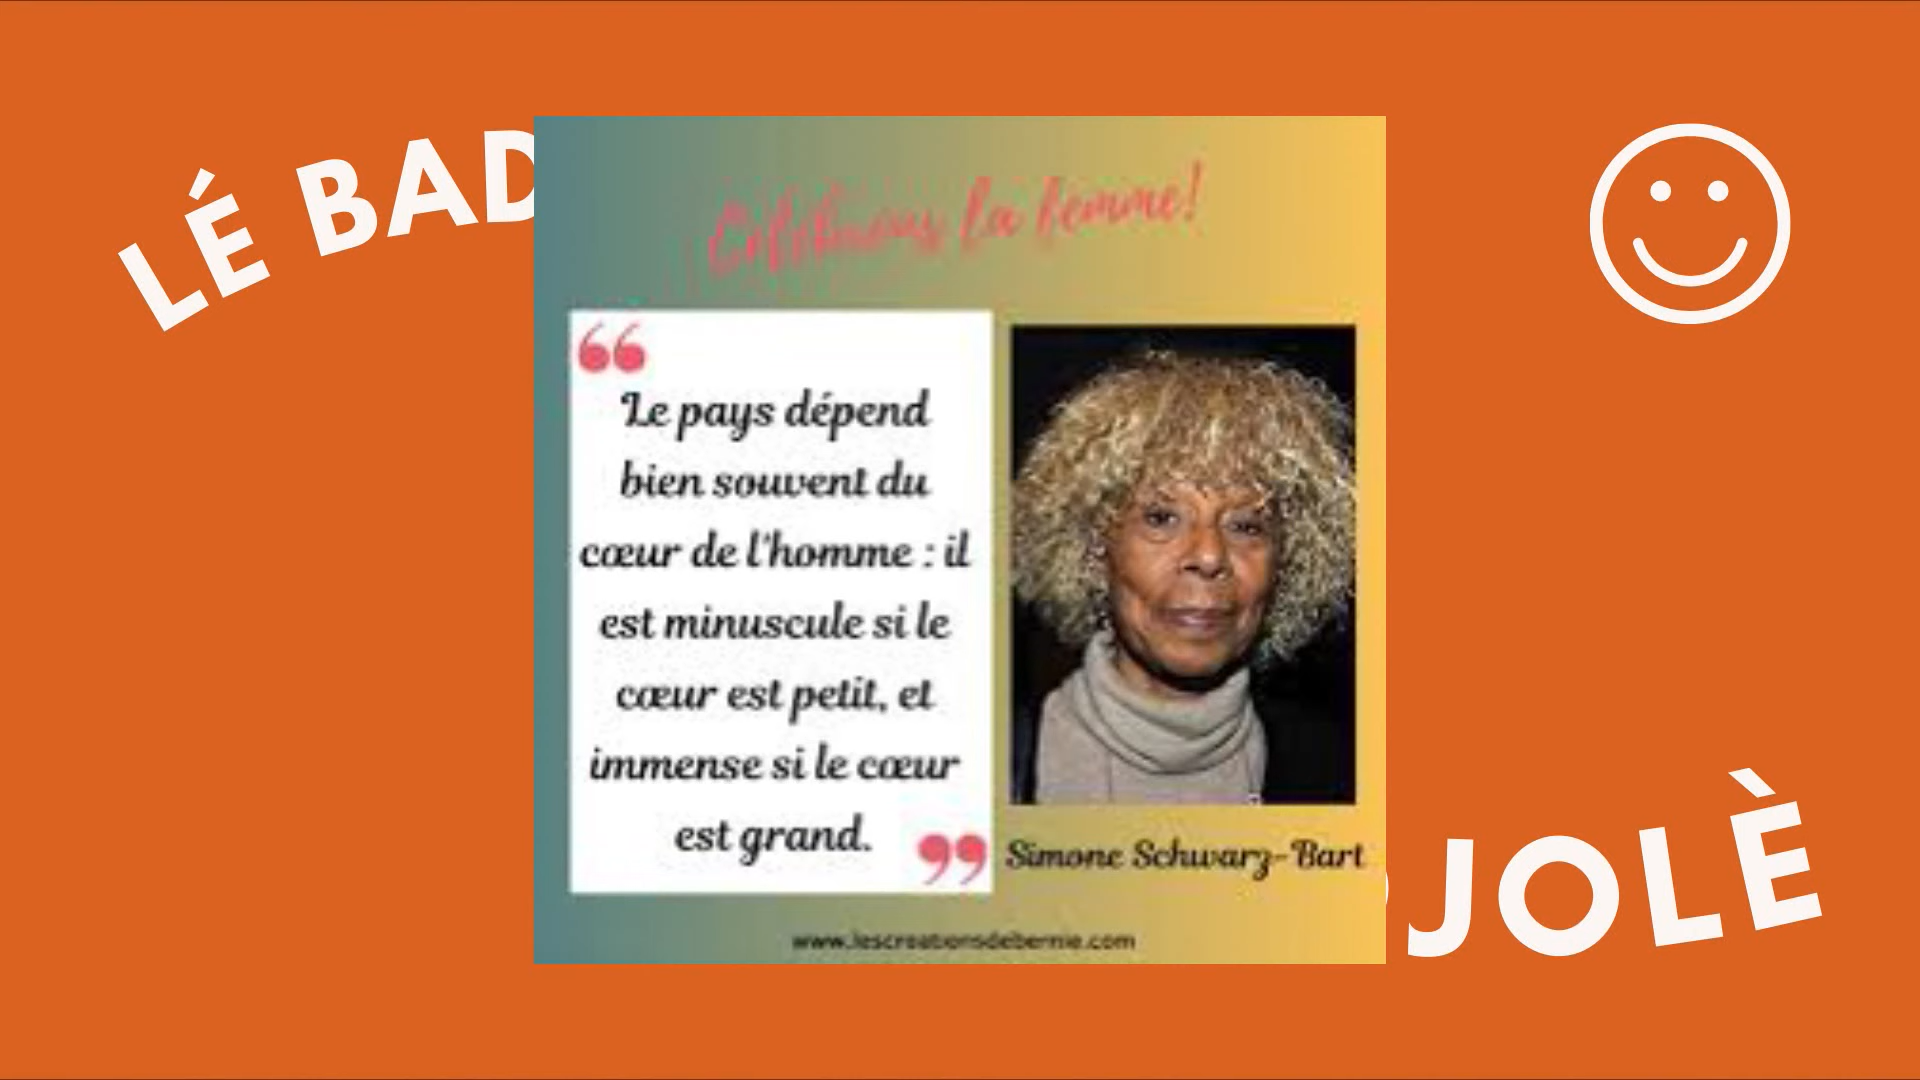 LÉ BAD
Célébrons la femme!
“
Le pays dépend
bien souvent du
cœur de l'homme : il
est minuscule si le
cœur est petit, et
immense si le cœur
est grand.
”
Simone Schwarz-Bart
JOLÈ
www.lescreationsdebernie.com